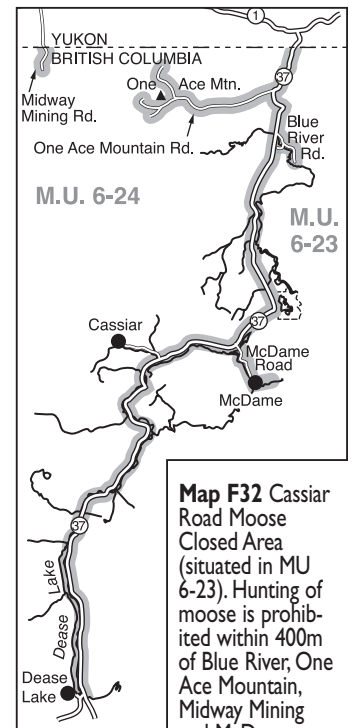 1
YUKON
BRITISH COLUMBIA
One Ace Mtn.
37
Midway
Mining Rd.
One Ace Mountain Rd.
Blue
River
Rd.
M.U. 6-24
M.U.
6-23
Cassiar
37
McDame
Road
McDame
37
Dease Lake
Dease
Lake
Map F32 Cassiar
Road Moose
Closed Area
(situated in MU
6-23). Hunting of
moose is prohib-
ited within 400m
of Blue River, One
Ace Mountain,
Midway Mining